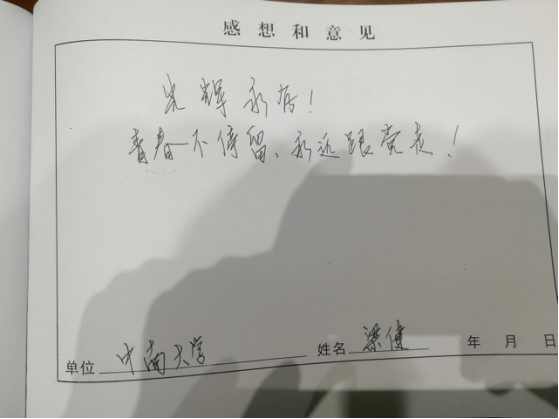 感想和意见
光辉永存！
青春不停留、永远跟党走！
单位 中南大学 姓名 梁健 年 月 日